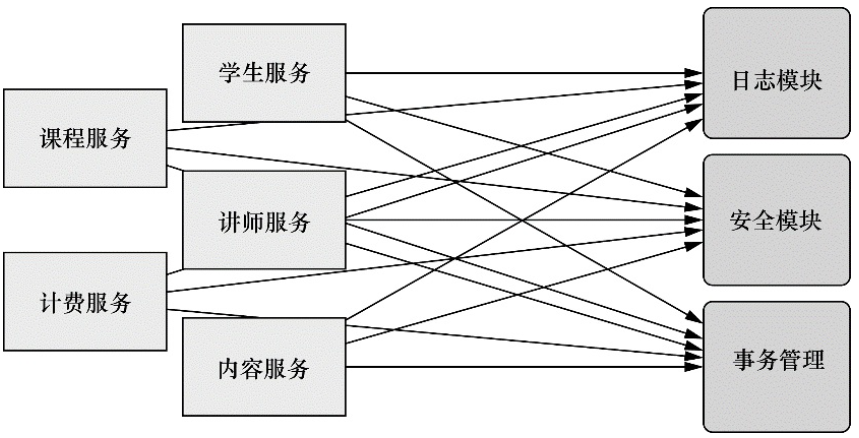 学生服务
课程服务
讲师服务
计费服务
内容服务
日志模块
安全模块
事务管理